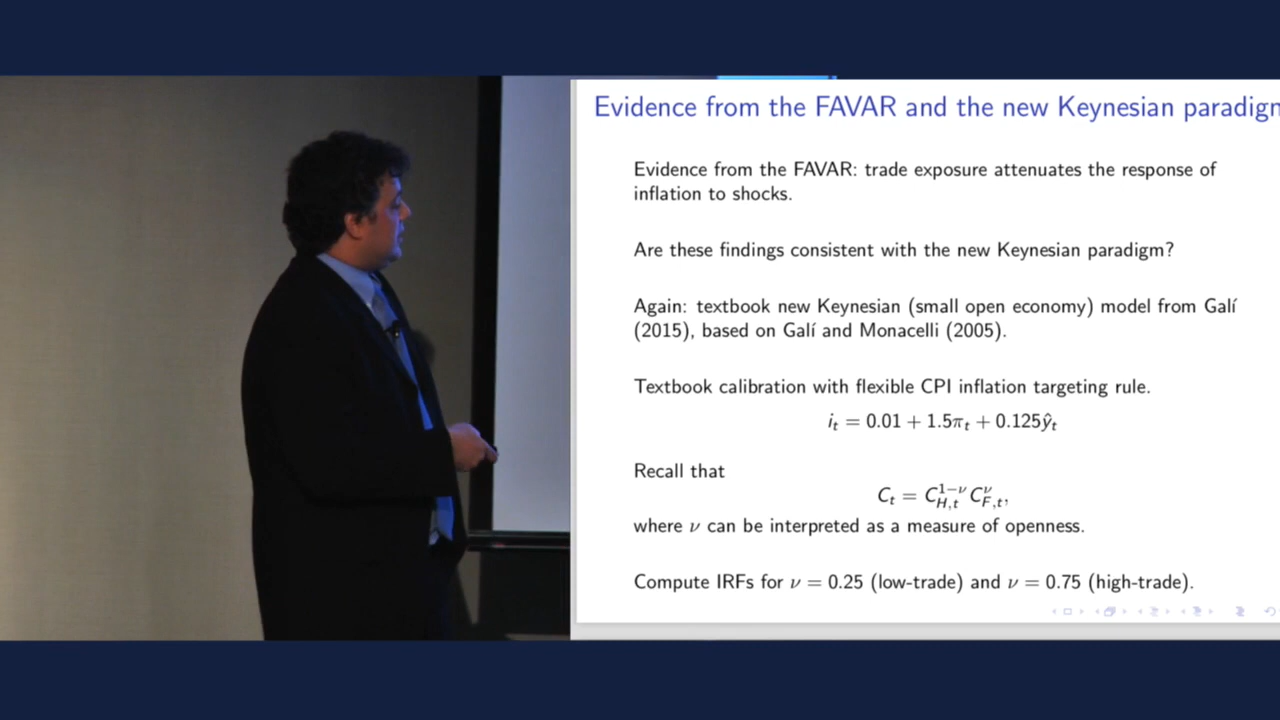 Evidence from the FAVAR and the new Keynesian paradigm
Evidence from the FAVAR: trade exposure attenuates the response of
inflation to shocks.
Are these findings consistent with the new Keynesian paradigm?
Again: textbook new Keynesian (small open economy) model from Galí
(2015), based on Galí and Monacelli (2005).
Textbook calibration with flexible CPI inflation targeting rule.
i_t = 0.01 + 1.5π_t + 0.125ŷ_t
Recall that
C_t = C_{H,t}^{1−ν} C_{F,t}^{ν},
where ν can be interpreted as a measure of openness.
Compute IRFs for ν = 0.25 (low-trade) and ν = 0.75 (high-trade).